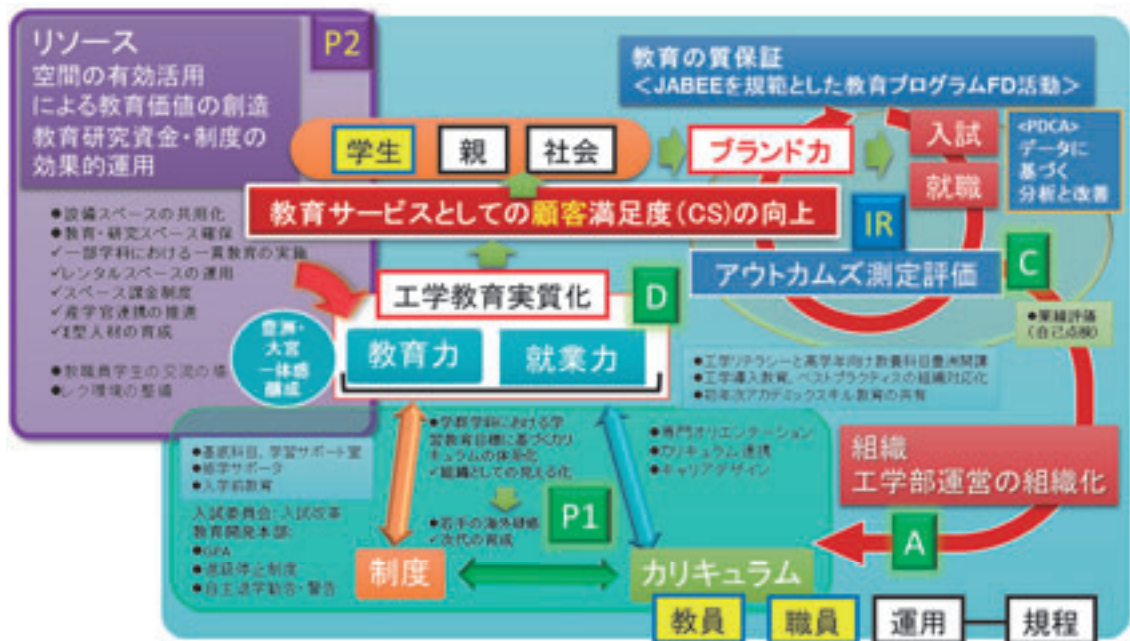 リソース
P2
空間の有効活用
による教育価値の創造
教育研究資金・制度の
効果的運用
●設備スペースの共用化
●教育・研究スペース確保
✓一部学科における一貫教育の実施
✓レンタルスペースの運用
✓スペース課金制度
✓産学官連携の推進
人材の育成
●教職員学生の交流の場
環境の整備
教育の質保証
＜JABEEを規範とした教育プログラムFD活動＞
学生
親
社会
ブランド力
入試
就職
<PDCA>
データに
基づく
分析と改善
教育サービスとしての顧客満足度(CS)の向上
IR
アウトカムズ測定評価
C
工学教育実質化
D
教育力
就業力
豊洲・
大宮
一体感
醸成
●業績評価
(自己点検)
●工学リテラシーと高学年向け教養科目豊洲開講
●工学導入教育、ベストプラクティスの組織対応化
●初年次アカデミックスキル教育の共有
●基底科目、学習サポート室
●修学サポータ
●入学前教育
入試委員会：入試改革
教育開発本部：
●GPA
●進級停止制度
●自主退学勧告・警告
●学群学科における学
習教育目標に基づくカリ
キュラムの体系化
✓組織としての見える化
●若手の海外研修
✓次代の育成
P1
●専門オリエンテーション
●カリキュラム連携
●キャリアデザイン
組織
工学部運営の組織化
A
制度
カリキュラム
教員
職員
運用
規程